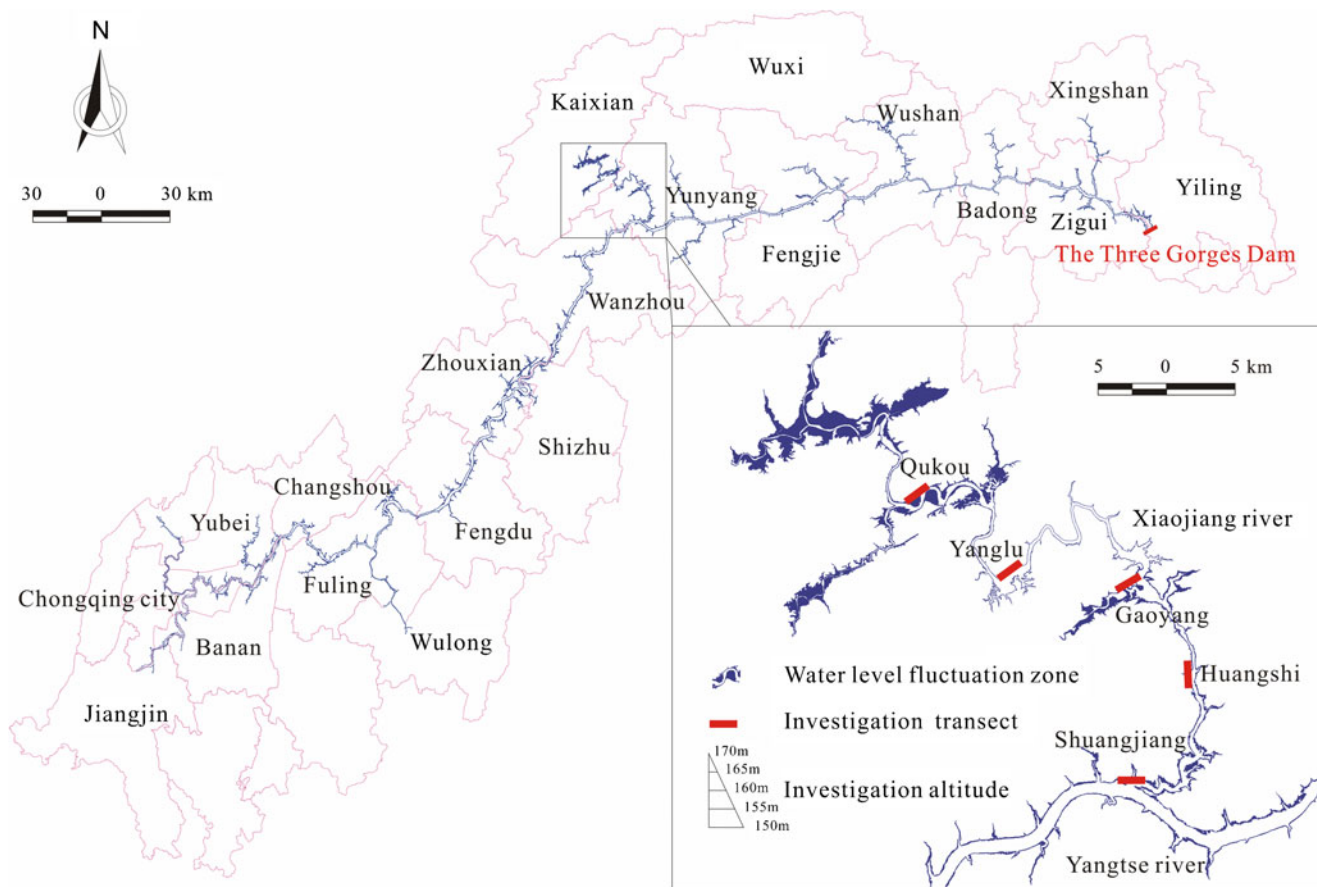 N
Wuxi
Kaixian
Xingshan
Wushan
30 0 30 km
Yunyang
Yiling
Badong
Zigui
Fengjie
The Three Gorges Dam
Wanzhou
Zhouxian
5 0 5 km
Shizhu
Qukou
Changshou
Yubei
Xiaojiang river
Fengdu
Yanglu
Fuling
Chongqing city
Gaoyang
Wulong
Banan
Water level fluctuation zone
Huangshi
Jiangjin
Investigation transect
Shuangjiang
170m
165m
160m
155m
150m
Investigation altitude
Yangtse river